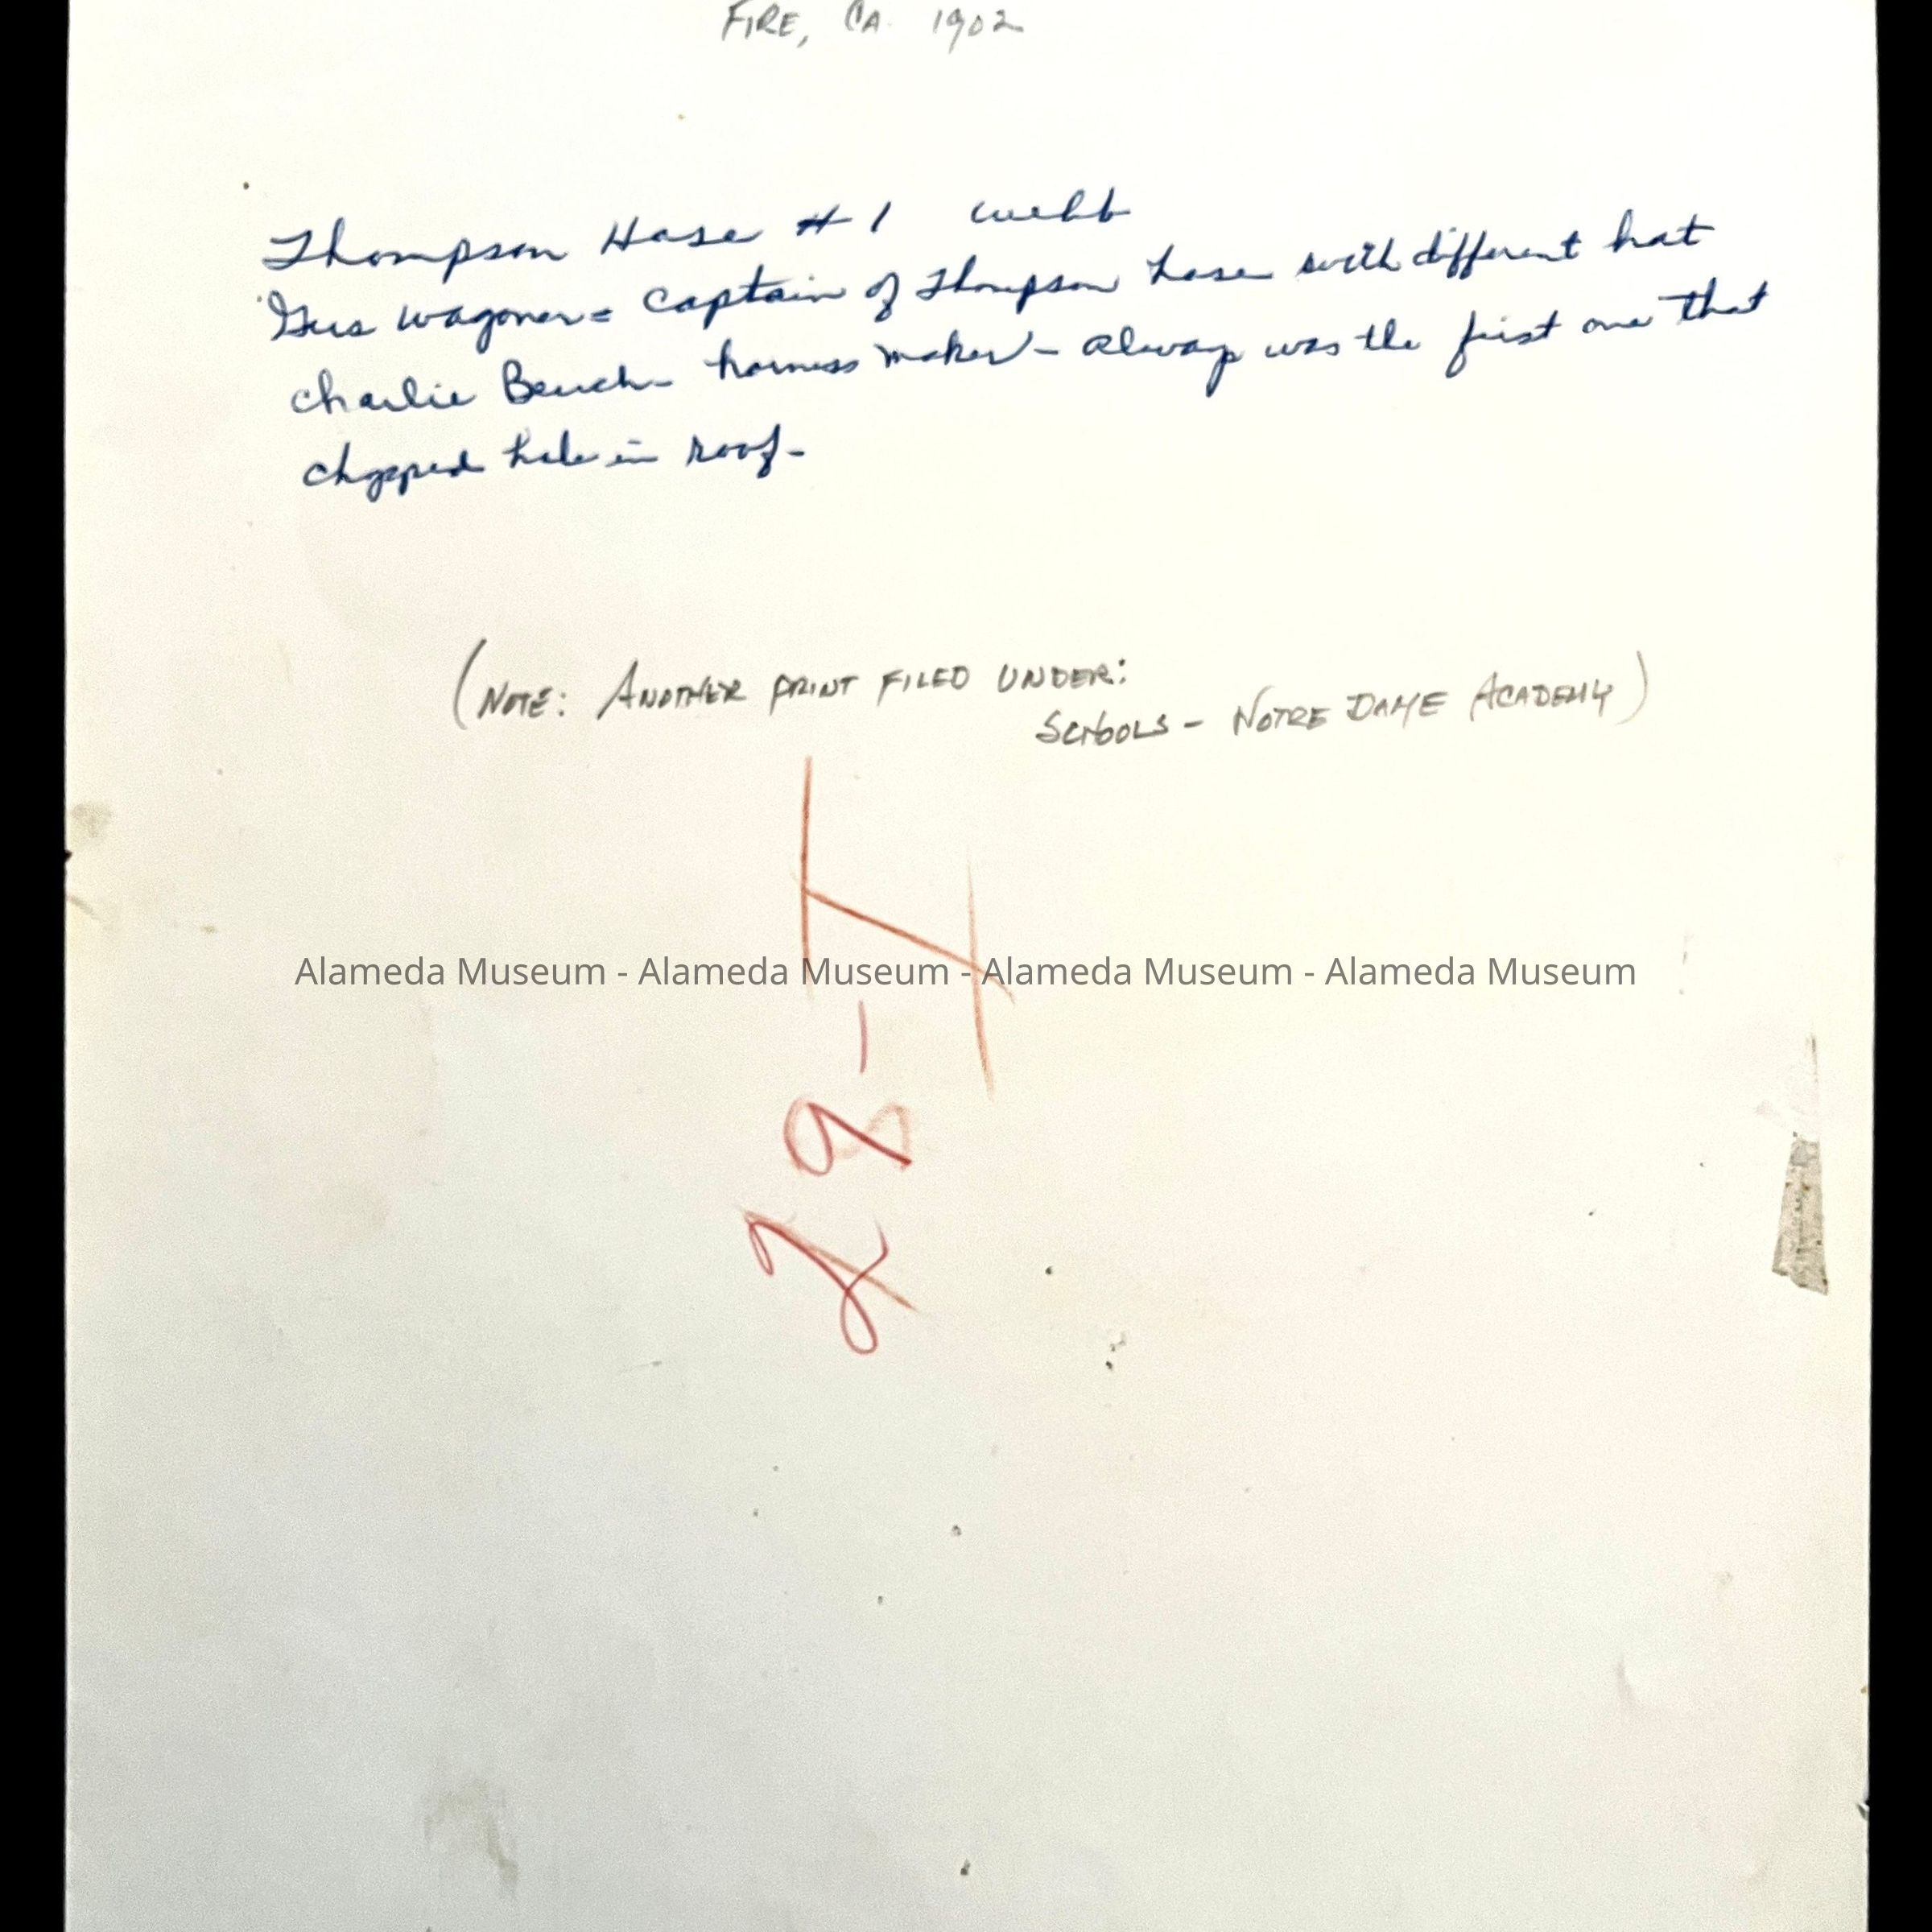 FIRE, CA. 1902
Thompson Hose #1 Webb
Gus Wagoner = Captain of Thompson hose with different hat
Charlie Beuch - harness maker - always was the first one that
chopped hole in roof -
(NOTE: ANOTHER PRINT FILED UNDER:
SCHOOLS - NOTRE DAME ACADEMY)
Alameda Museum - Alameda Museum - Alameda Museum - Alameda Museum